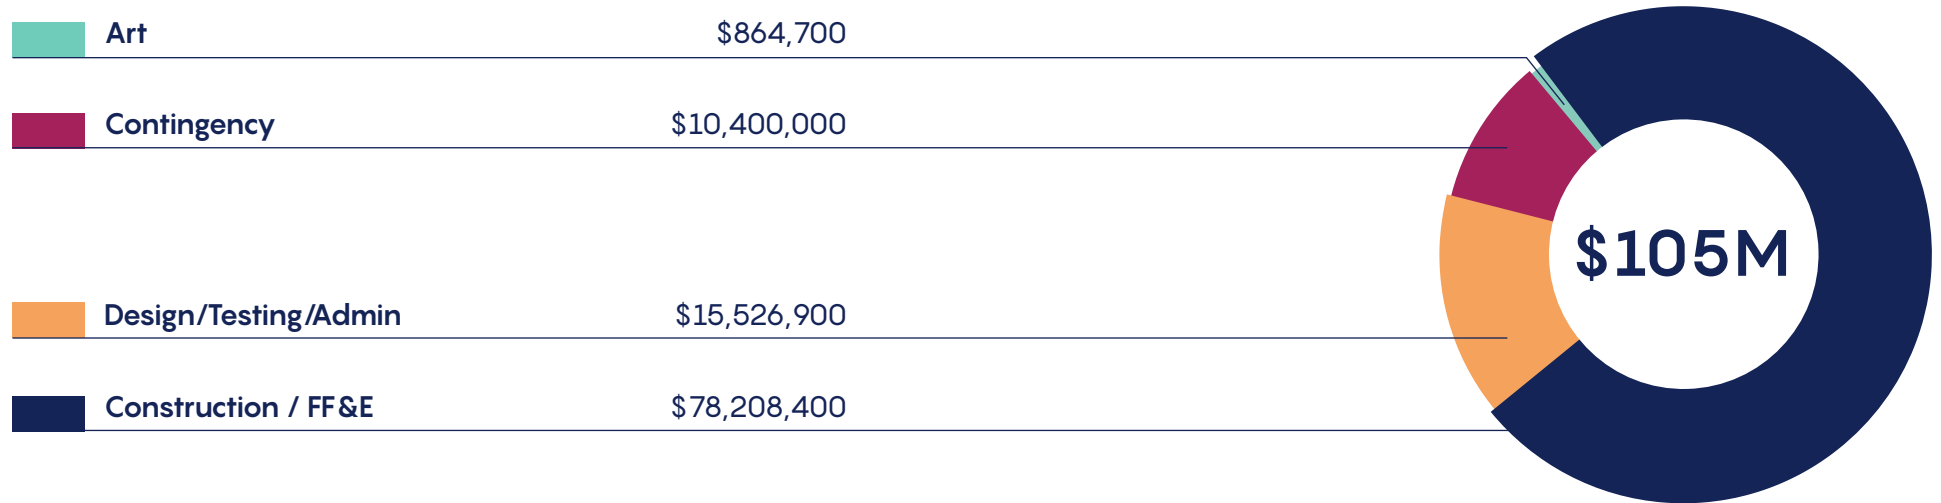 Art $864,700
Contingency $10,400,000
$105M
Design/Testing/Admin $15,526,900
Construction / FF&E $78,208,400